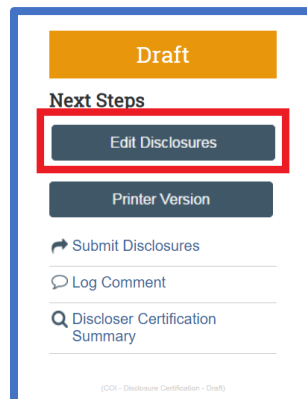 Draft
Next Steps
Edit Disclosures
Printer Version
Submit Disclosures
Log Comment
Discloser Certification
Summary
(COI - Disclosure Certification - Draft)